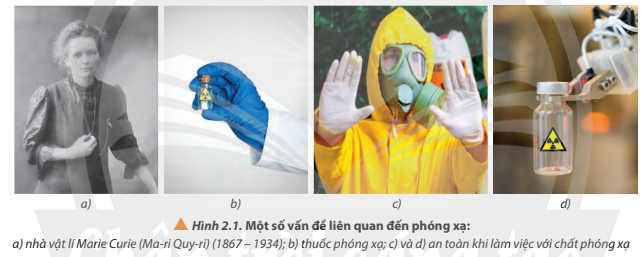 a)
b)
c)
d)
▲ Hình 2.1. Một số vấn đề liên quan đến phóng xạ:
a) nhà vật lí Marie Curie (Ma-ri Quy-ri) (1867 – 1934); b) thuốc phóng xạ; c) và d) an toàn khi làm việc với chất phóng xạ